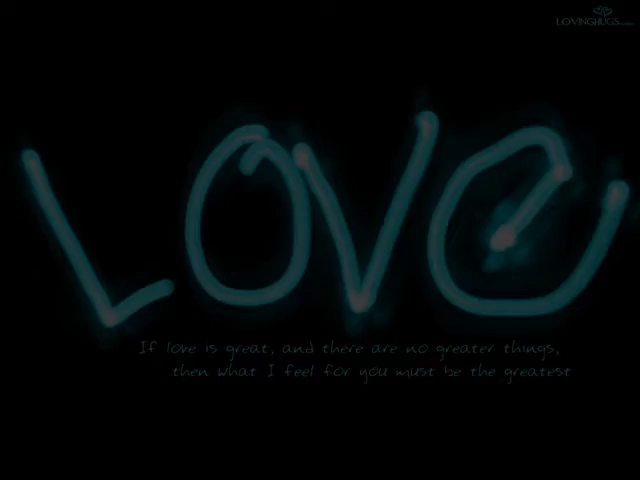 LOVINGHUGS.com
LOVe
If love is great, and there are no greater things,
then what I feel for you must be the greatest